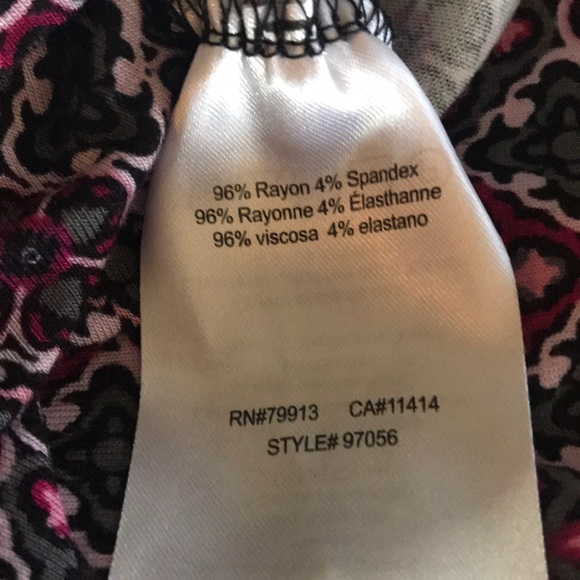 96% Rayon 4% Spandex
96% Rayonne 4% Élasthanne
96% viscosa 4% elastano
RN#79913 CA#11414
STYLE# 97056